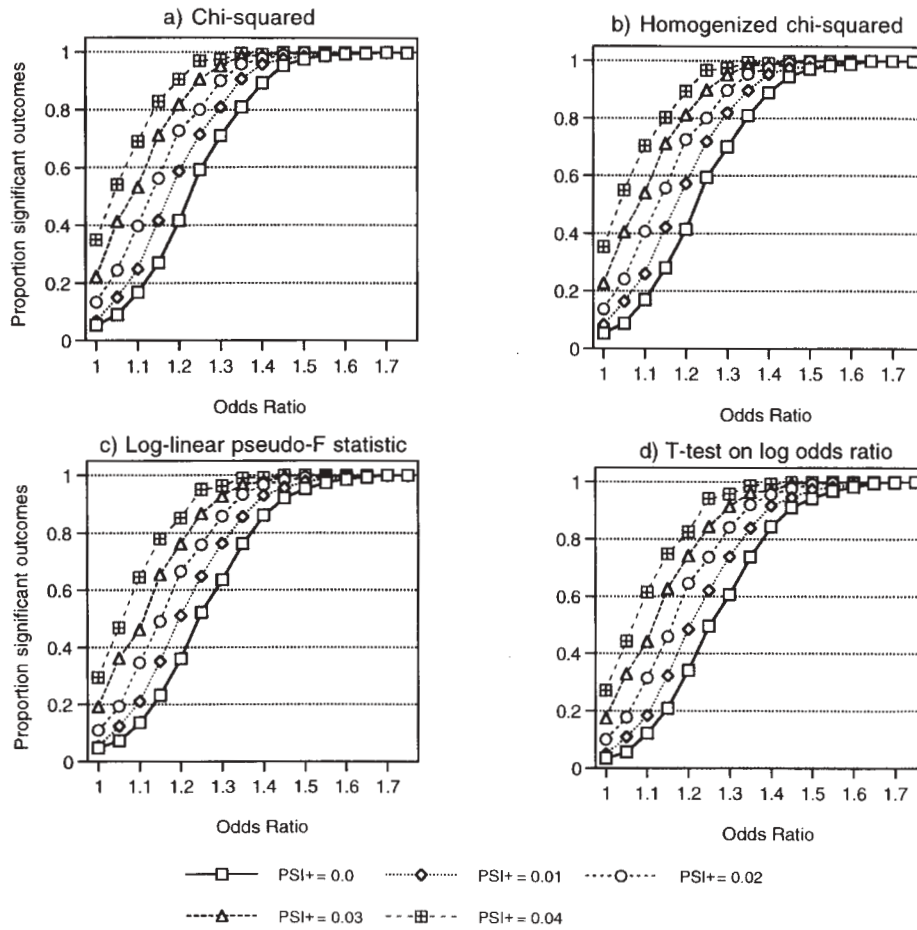 a) Chi-squared
Proportion significant outcomes
1
0.8
0.6
0.4
0.2
0
1 1.1 1.2 1.3 1.4 1.5 1.6 1.7
Odds Ratio
b) Homogenized chi-squared
1
0.8
0.6
0.4
0.2
0
1 1.1 1.2 1.3 1.4 1.5 1.6 1.7
Odds Ratio
c) Log-linear pseudo-F statistic
Proportion significant outcomes
1
0.8
0.6
0.4
0.2
0
1 1.1 1.2 1.3 1.4 1.5 1.6 1.7
Odds Ratio
d) T-test on log odds ratio
1
0.8
0.6
0.4
0.2
0
1 1.1 1.2 1.3 1.4 1.5 1.6 1.7
Odds Ratio
PSI+= 0.0 PSI+= 0.01 PSI+= 0.02
PSI+= 0.03 PSI+= 0.04